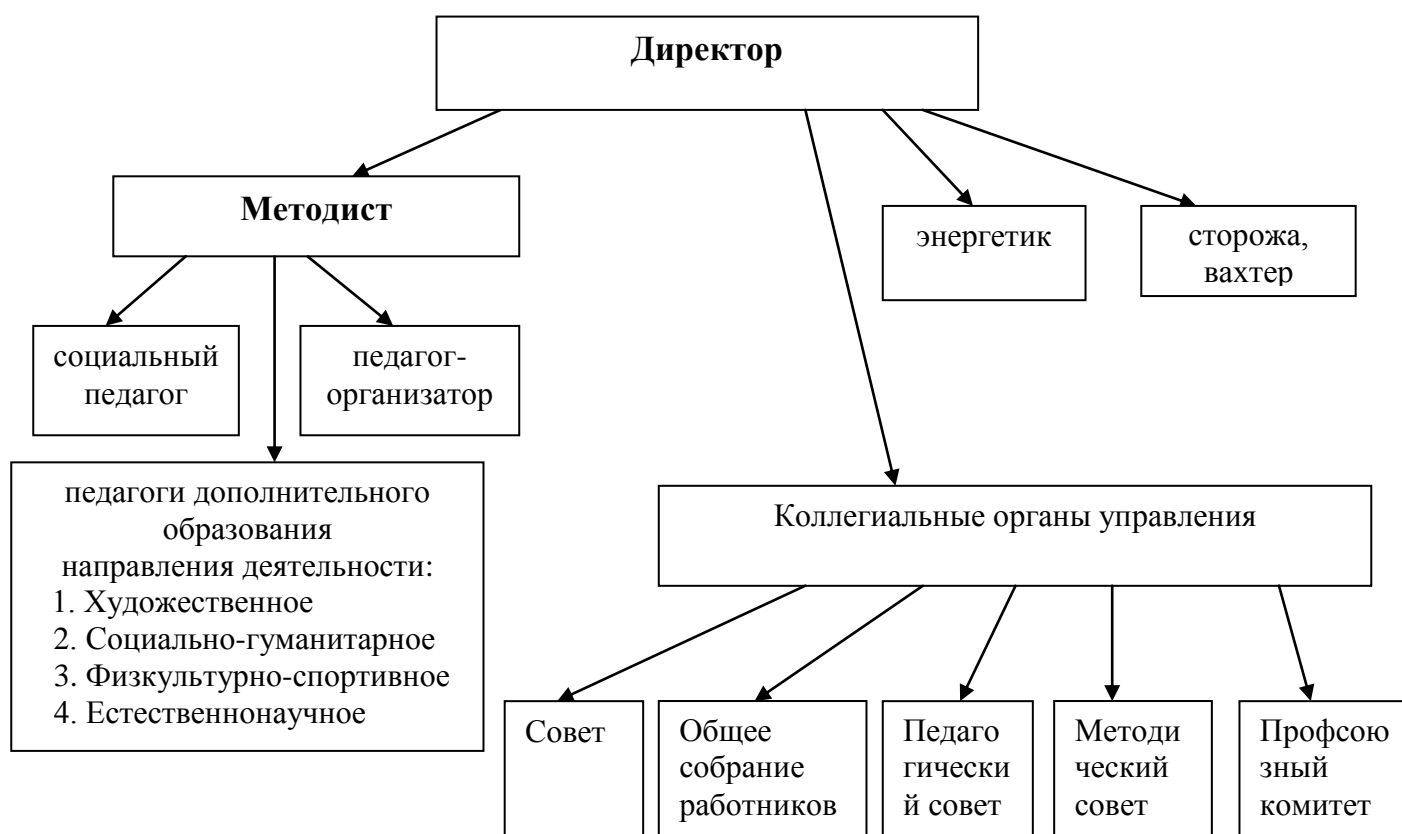 Директор
Методист
энергетик
сторожа,
вахтер
социальный
педагог
педагог-
организатор
педагоги дополнительного
образования
направления деятельности:
1. Художественное
2. Социально-гуманитарное
3. Физкультурно-спортивное
4. Естественнонаучное
Коллегиальные органы управления
Совет
Общее
собрание
работников
Педаго
гически
й совет
Методи
ческий
совет
Профсою
зный
комитет